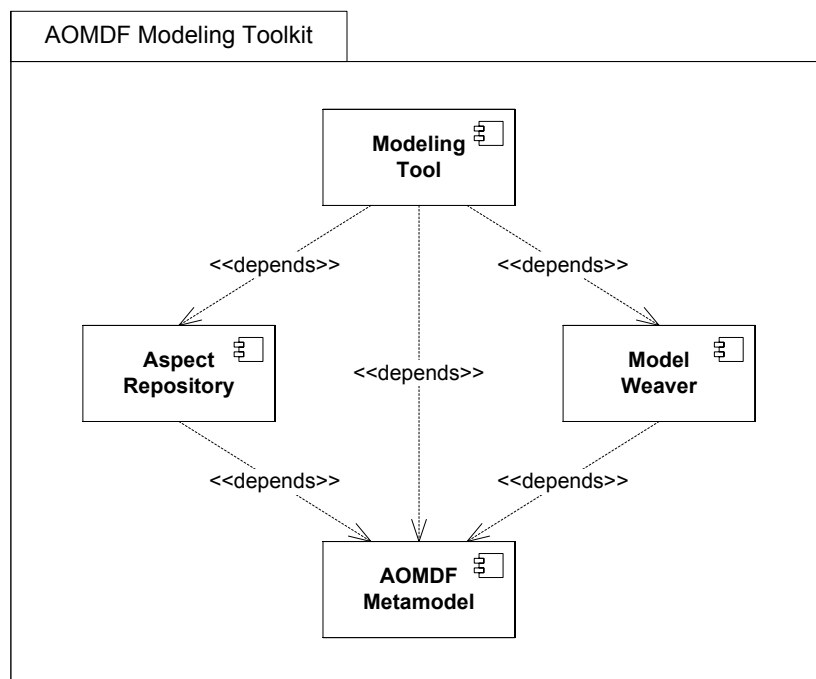 AOMDF Modeling Toolkit
Modeling
Tool
<<depends>>
<<depends>>
Aspect
Repository
<<depends>>
Model
Weaver
<<depends>>
<<depends>>
AOMDF
Metamodel